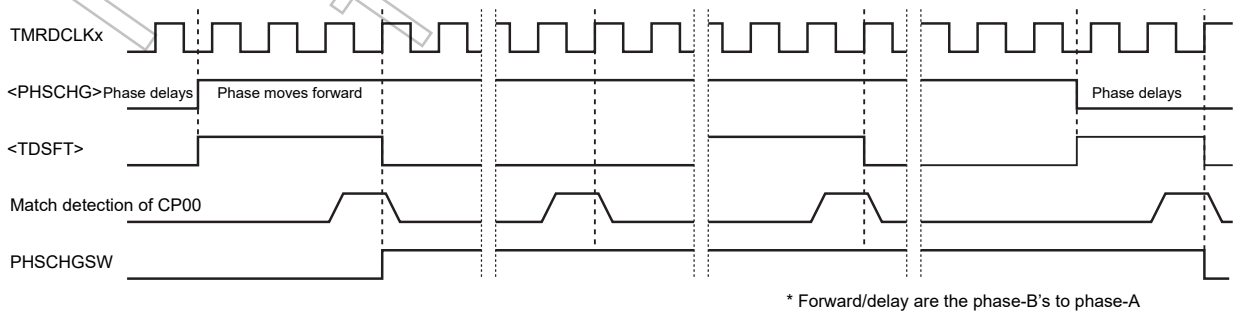 TMRDCLKx
<PHSCHG> Phase delays Phase moves forward Phase delays
<TDSFT>
Match detection of CP00
PHSCHGSW
* Forward/delay are the phase-B's to phase-A